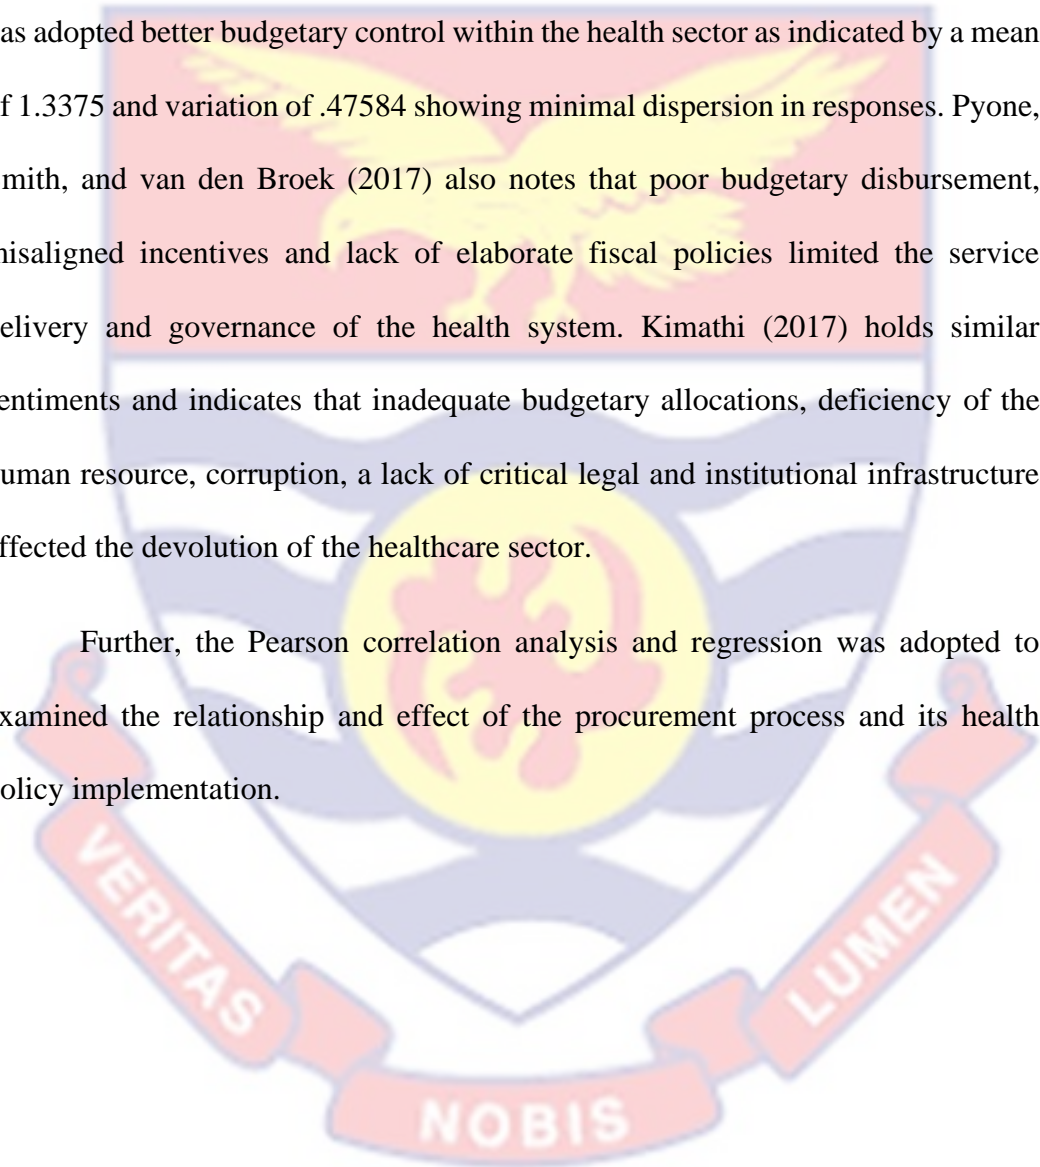 as adopted better budgetary control within the health sector as indicated by a mean
f 1.3375 and variation of .47584 showing minimal dispersion in responses. Pyone,
mith, and van den Broek (2017) also notes that poor budgetary disbursement,
nisaligned incentives and lack of elaborate fiscal policies limited the service
elivery and governance of the health system. Kimathi (2017) holds similar
entiments and indicates that inadequate budgetary allocations, deficiency of the
uman resource, corruption, a lack of critical legal and institutional infrastructure
ffected the devolution of the healthcare sector.
Further, the Pearson correlation analysis and regression was adopted to
xamined the relationship and effect of the procurement process and its health
olicy implementation.
VERITAS
NOBIS
LUMEN